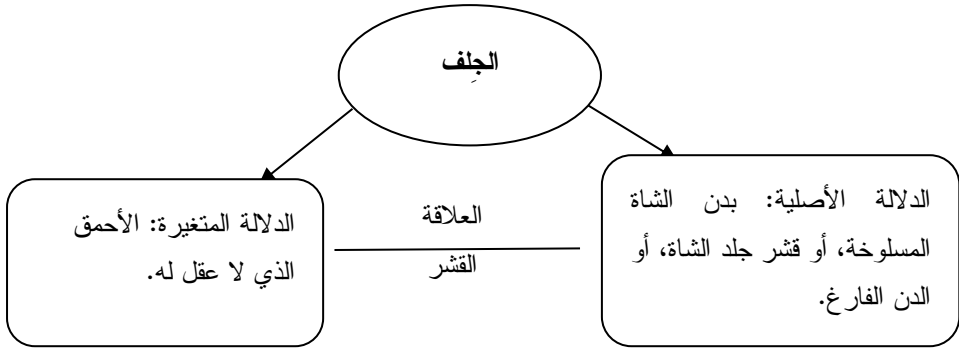 الجِلف
الدلالة الأصلية: بدن الشاة
المسلوخة، أو قشر جلد الشاة، أو
الدن الفارغ.
العلاقة
القشر
الدلالة المتغيرة: الأحمق
الذي لا عقل له.